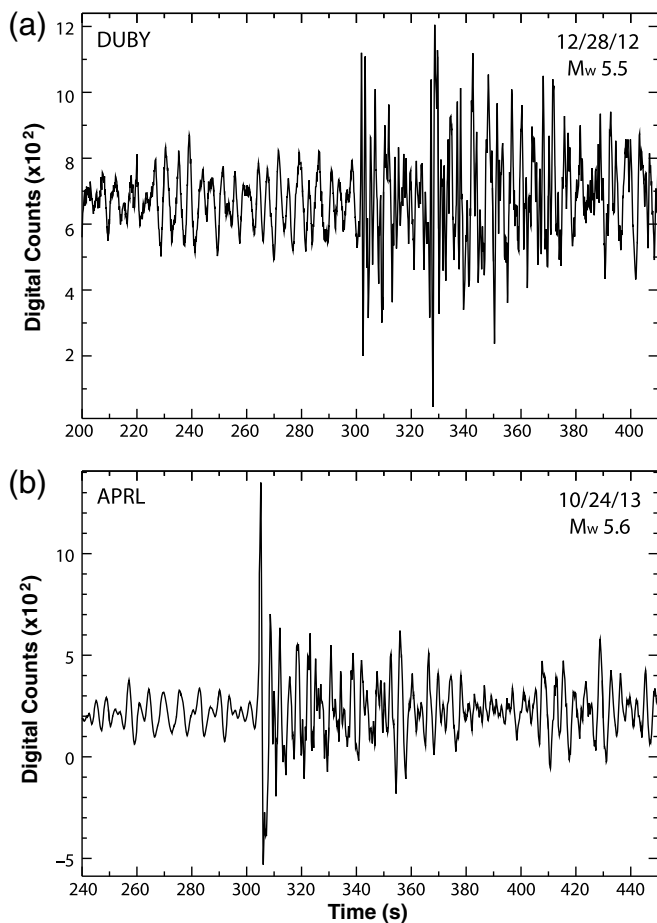 (a)
DUBY
12/28/12
Mw 5.5
Digital Counts (x10²)
12
10
8
6
4
2
200 220 240 260 280 300 320 340 360 380 400
(b)
APRL
10/24/13
Mw 5.6
Digital Counts (x10²)
10
5
0
−5
240 260 280 300 320 340 360 380 400 420 440
Time (s)